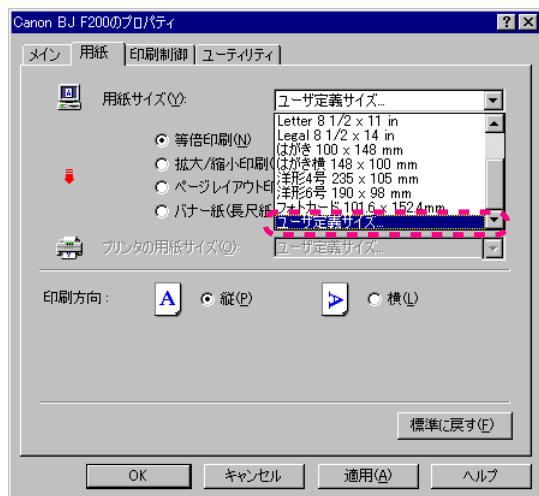 Canon BJ F200のプロパティ
メイン 用紙 印刷制御 ユーティリティ
用紙サイズ(Y): ユーザ定義サイズ...
Letter 8 1/2 x 11 in
Legal 8 1/2 x 14 in
はがき 100 x 148 mm
はがき横 148 x 100 mm
洋形4号 235 x 105 mm
洋形6号 190 x 98 mm
フォトカード 101.6 x 152.4mm
ユーザ定義サイズ...
等倍印刷(N)
拡大/縮小印刷(
ページレイアウト印
バナー紙(長尺紙
プリンタの用紙サイズ(O): ユーザ定義サイズ...
印刷方向: A 縦(P) A 横(L)
標準に戻す(F)
OK キャンセル 適用(A) ヘルプ